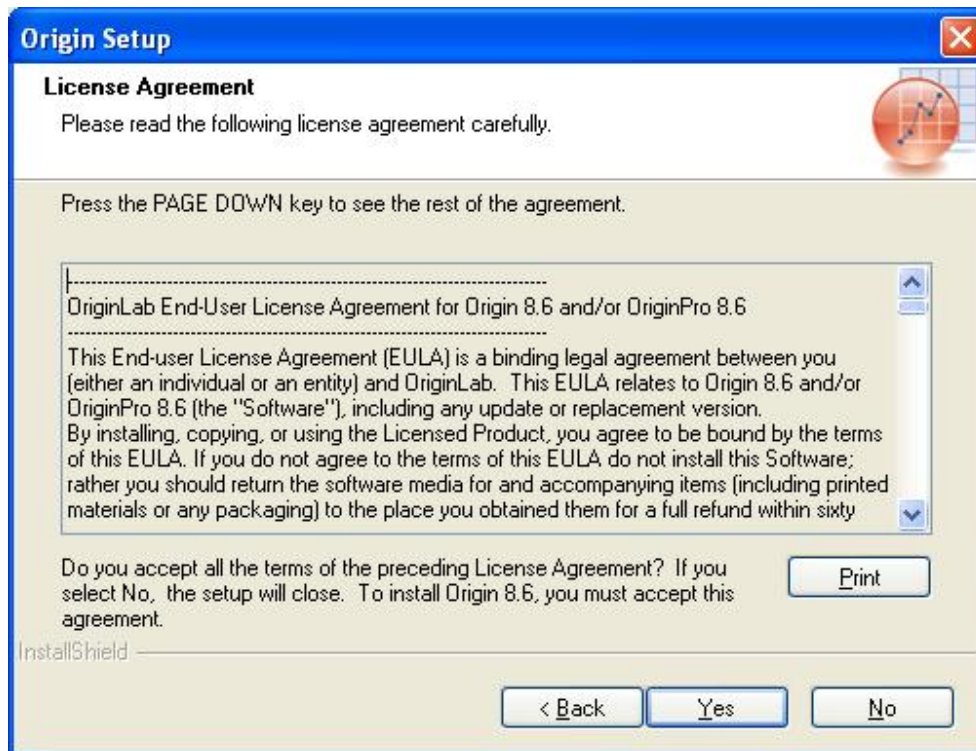 Origin Setup
License Agreement
Please read the following license agreement carefully.
Press the PAGE DOWN key to see the rest of the agreement.
----------------------------------------------------------------------------
OriginLab End-User License Agreement for Origin 8.6 and/or OriginPro 8.6
----------------------------------------------------------------------------
This End-user License Agreement (EULA) is a binding legal agreement between you
(either an individual or an entity) and OriginLab.  This EULA relates to Origin 8.6 and/or
OriginPro 8.6 (the "Software"), including any update or replacement version.
By installing, copying, or using the Licensed Product, you agree to be bound by the terms
of this EULA. If you do not agree to the terms of this EULA do not install this Software;
rather you should return the software media for and accompanying items (including printed
materials or any packaging) to the place you obtained them for a full refund within sixty
Do you accept all the terms of the preceding License Agreement?  If you
select No,  the setup will close.  To install Origin 8.6, you must accept this
agreement.
Print
InstallShield
< Back
Yes
No